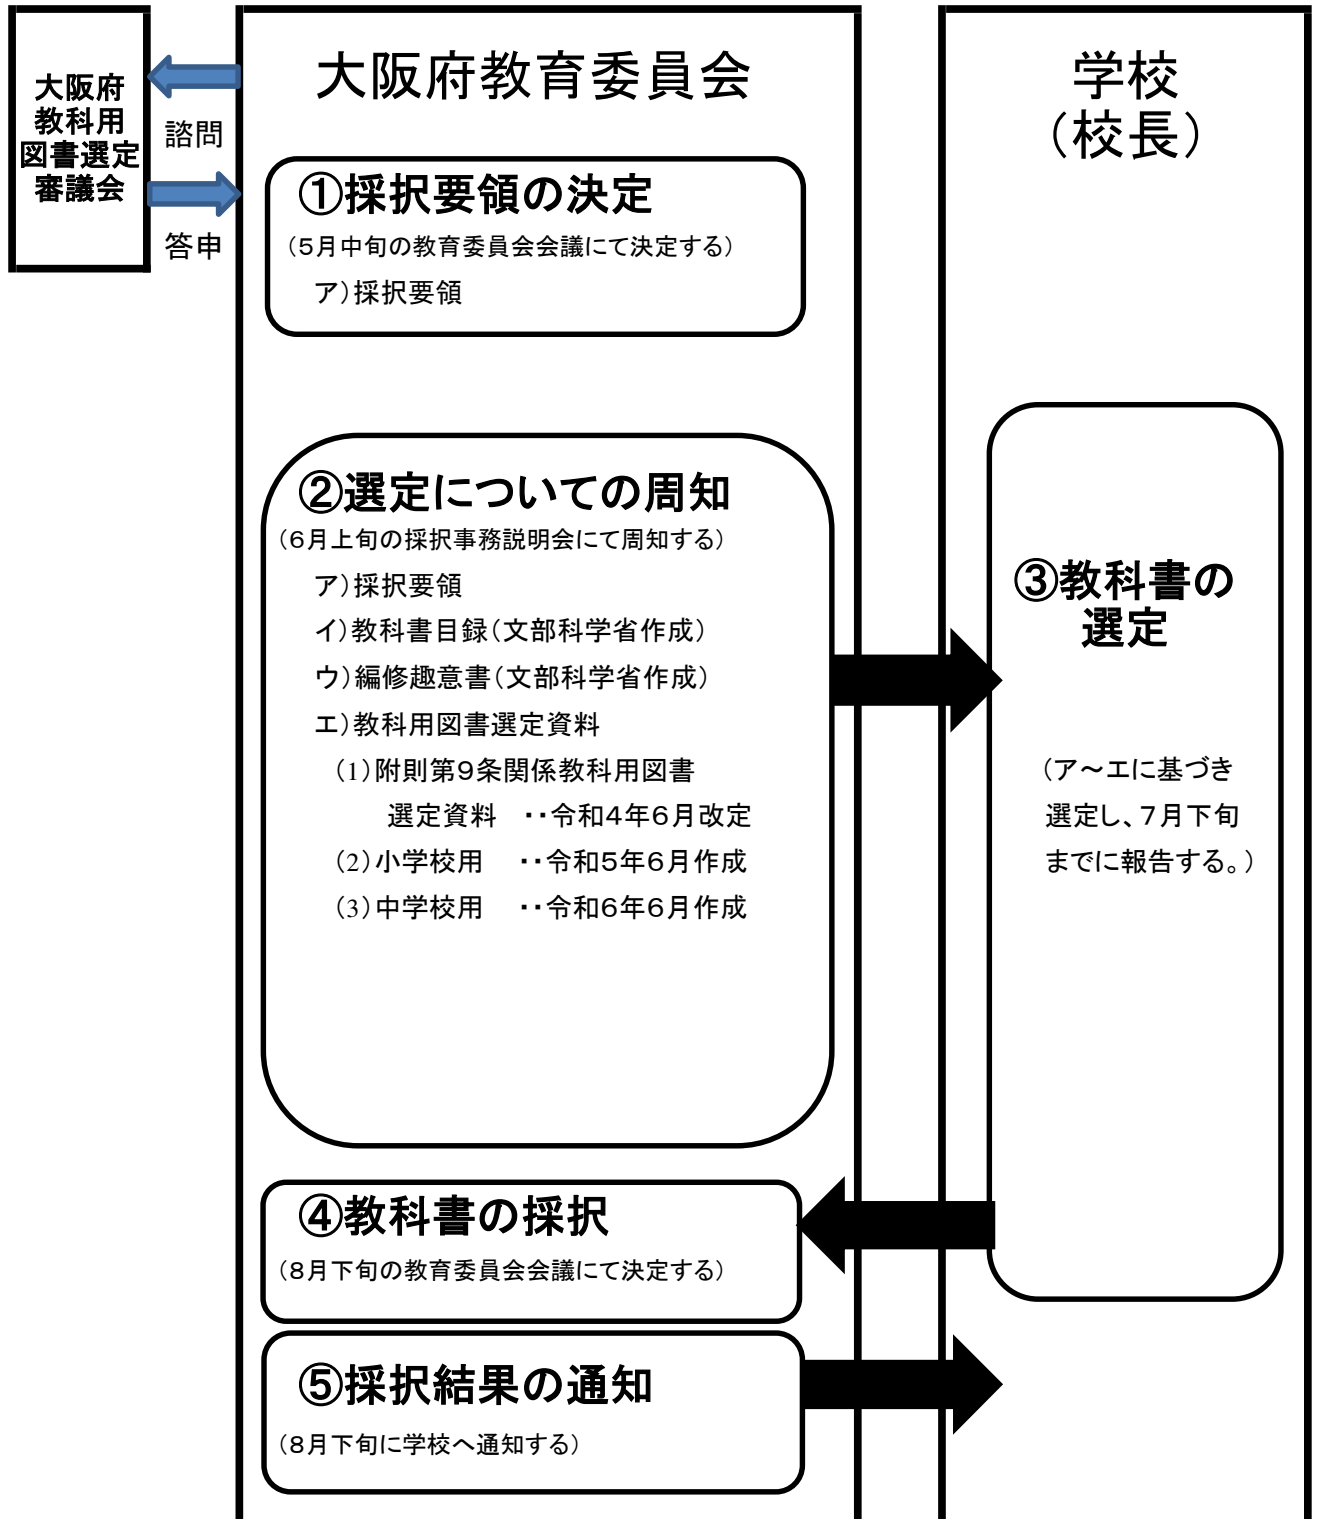 大阪府
教科用
図書選定
審議会
諮問
答申
大阪府教育委員会
①採択要領の決定
（５月中旬の教育委員会会議にて決定する）
ア）採択要領
②選定についての周知
（６月上旬の採択事務説明会にて周知する）
ア）採択要領
イ）教科書目録（文部科学省作成）
ウ）編修趣意書（文部科学省作成）
エ）教科用図書選定資料
（1）附則第９条関係教科用図書
選定資料　・・令和４年６月改定
（2）小学校用　・・令和５年６月作成
（3）中学校用　・・令和６年６月作成
④教科書の採択
（８月下旬の教育委員会会議にて決定する）
⑤採択結果の通知
（８月下旬に学校へ通知する）
学校
（校長）
③教科書の
選定
（ア～エに基づき
選定し、７月下旬
までに報告する。）